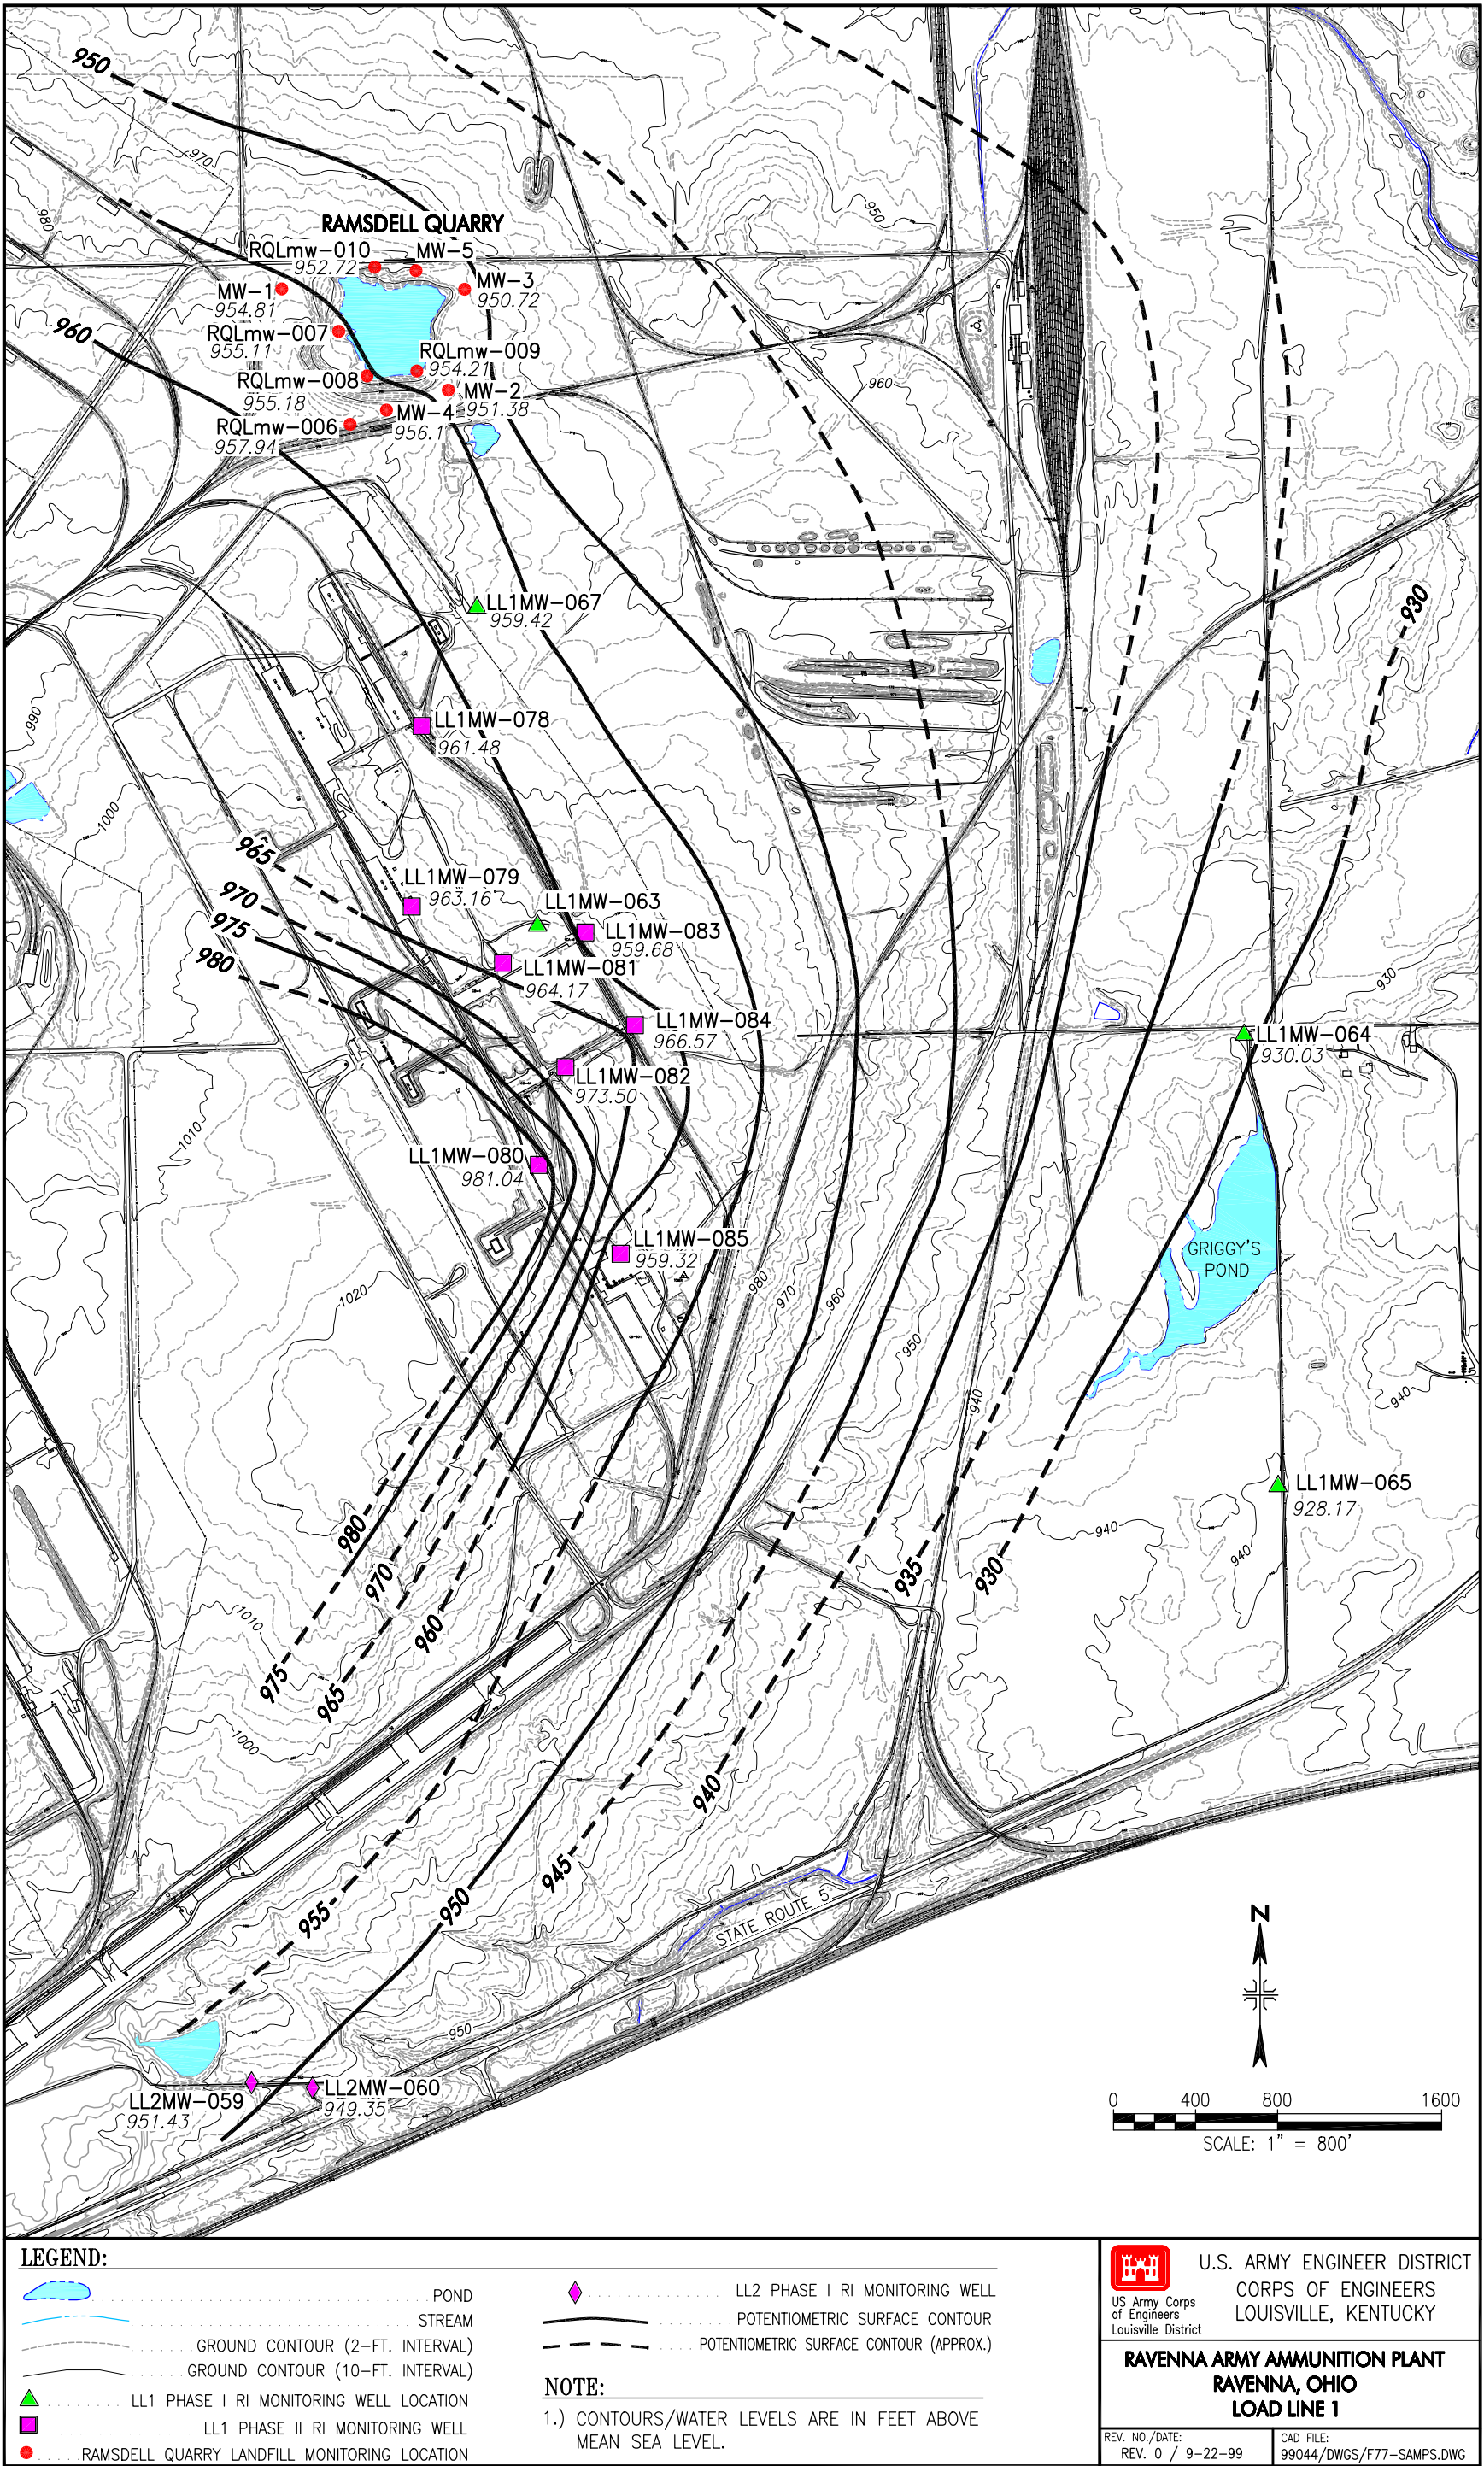 950
970
980
950
RAMSDELL QUARRY
RQLmw-010
952.72
MW-5
MW-1
954.81
MW-3
950.72
960
RQLmw-007
955.11
RQLmw-009
954.21
960
RQLmw-008
955.18
MW-2
951.38
MW-4
956.1
RQLmw-006
957.94
930
LL1MW-067
959.42
990
LL1MW-078
961.48
1000
965
LL1MW-079
963.16
970
LL1MW-063
975
LL1MW-083
959.68
980
LL1MW-081
964.17
930
LL1MW-084
966.57
LL1MW-064
930.03
LL1MW-082
973.50
1010
LL1MW-080
981.04
LL1MW-085
959.32
GRIGGY'S
POND
980
970
960
1020
950
940
940
LL1MW-065
928.17
980
940
940
970
935
930
1010
960
975
965
1000
940
945
950
955
STATE ROUTE 5
N
950
LL2MW-059
951.43
LL2MW-060
949.35
0 400 800 1600
SCALE: 1" = 800'
LEGEND:
POND
STREAM
GROUND CONTOUR (2-FT. INTERVAL)
GROUND CONTOUR (10-FT. INTERVAL)
LL1 PHASE I RI MONITORING WELL LOCATION
LL1 PHASE II RI MONITORING WELL
RAMSDELL QUARRY LANDFILL MONITORING LOCATION
LL2 PHASE I RI MONITORING WELL
POTENTIOMETRIC SURFACE CONTOUR
POTENTIOMETRIC SURFACE CONTOUR (APPROX.)
NOTE:
1.) CONTOURS/WATER LEVELS ARE IN FEET ABOVE
MEAN SEA LEVEL.
US Army Corps
of Engineers
Louisville District
U.S. ARMY ENGINEER DISTRICT
CORPS OF ENGINEERS
LOUISVILLE, KENTUCKY
RAVENNA ARMY AMMUNITION PLANT
RAVENNA, OHIO
LOAD LINE 1
REV. NO./DATE:
REV. 0 / 9-22-99
CAD FILE:
99044/DWGS/F77-SAMPS.DWG